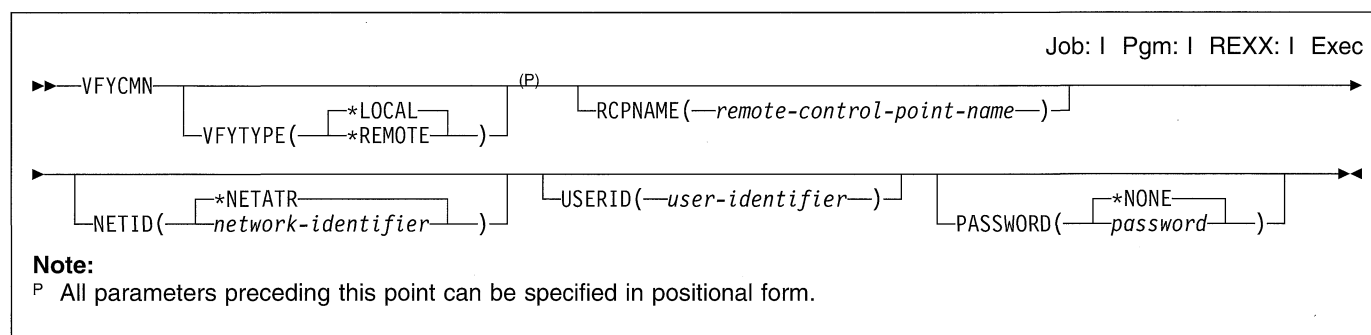 Job: I Pgm: I REXX: I Exec
VFYCMN
(P)
*LOCAL
VFYTYPE( *REMOTE )
RCPNAME( remote-control-point-name )
*NETATR
NETID( network-identifier )
USERID( user-identifier )
*NONE
PASSWORD( password )
Note:
P All parameters preceding this point can be specified in positional form.